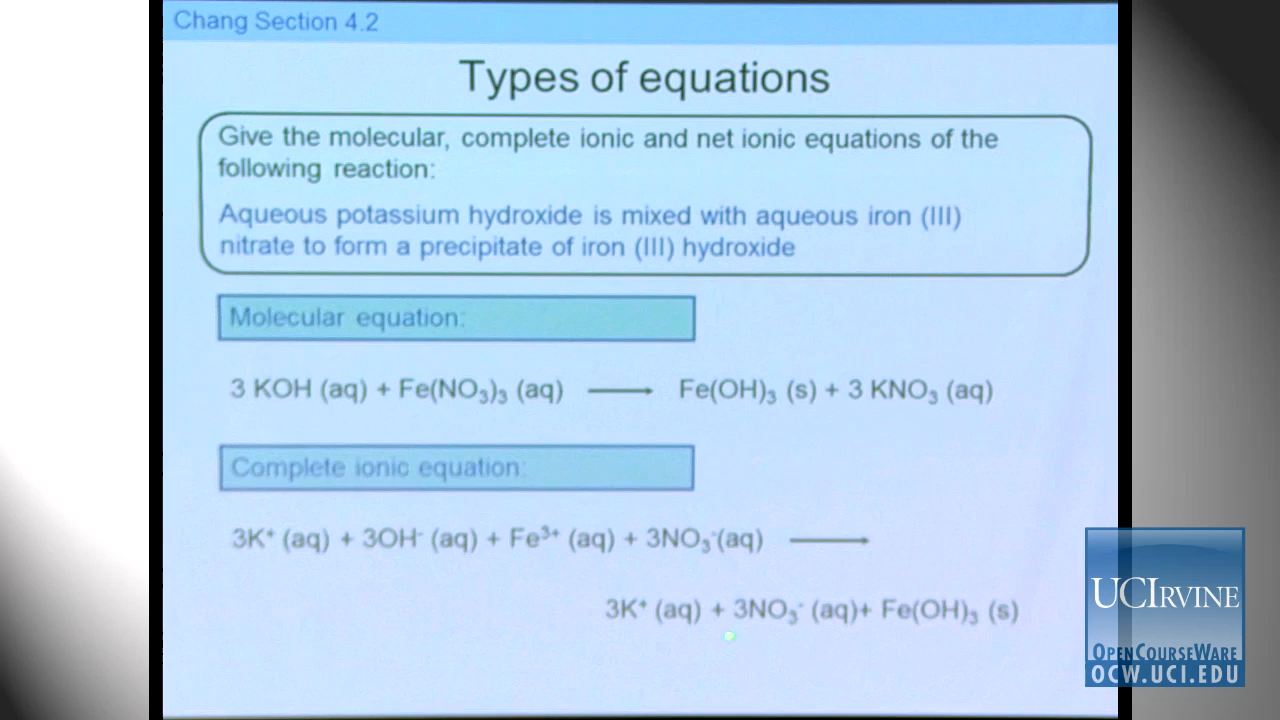 Chang Section 4.2
Types of equations
Give the molecular, complete ionic and net ionic equations of the
following reaction:
Aqueous potassium hydroxide is mixed with aqueous iron (III)
nitrate to form a precipitate of iron (III) hydroxide
Molecular equation:
3 KOH (aq) + Fe(NO₃)₃ (aq) ⟶ Fe(OH)₃ (s) + 3 KNO₃ (aq)
Complete ionic equation:
3K⁺ (aq) + 3OH⁻ (aq) + Fe³⁺ (aq) + 3NO₃⁻(aq) ⟶
3K⁺ (aq) + 3NO₃⁻ (aq)+ Fe(OH)₃ (s)
UCIRVINE
OPENCOURSEWARE
OCW.UCI.EDU